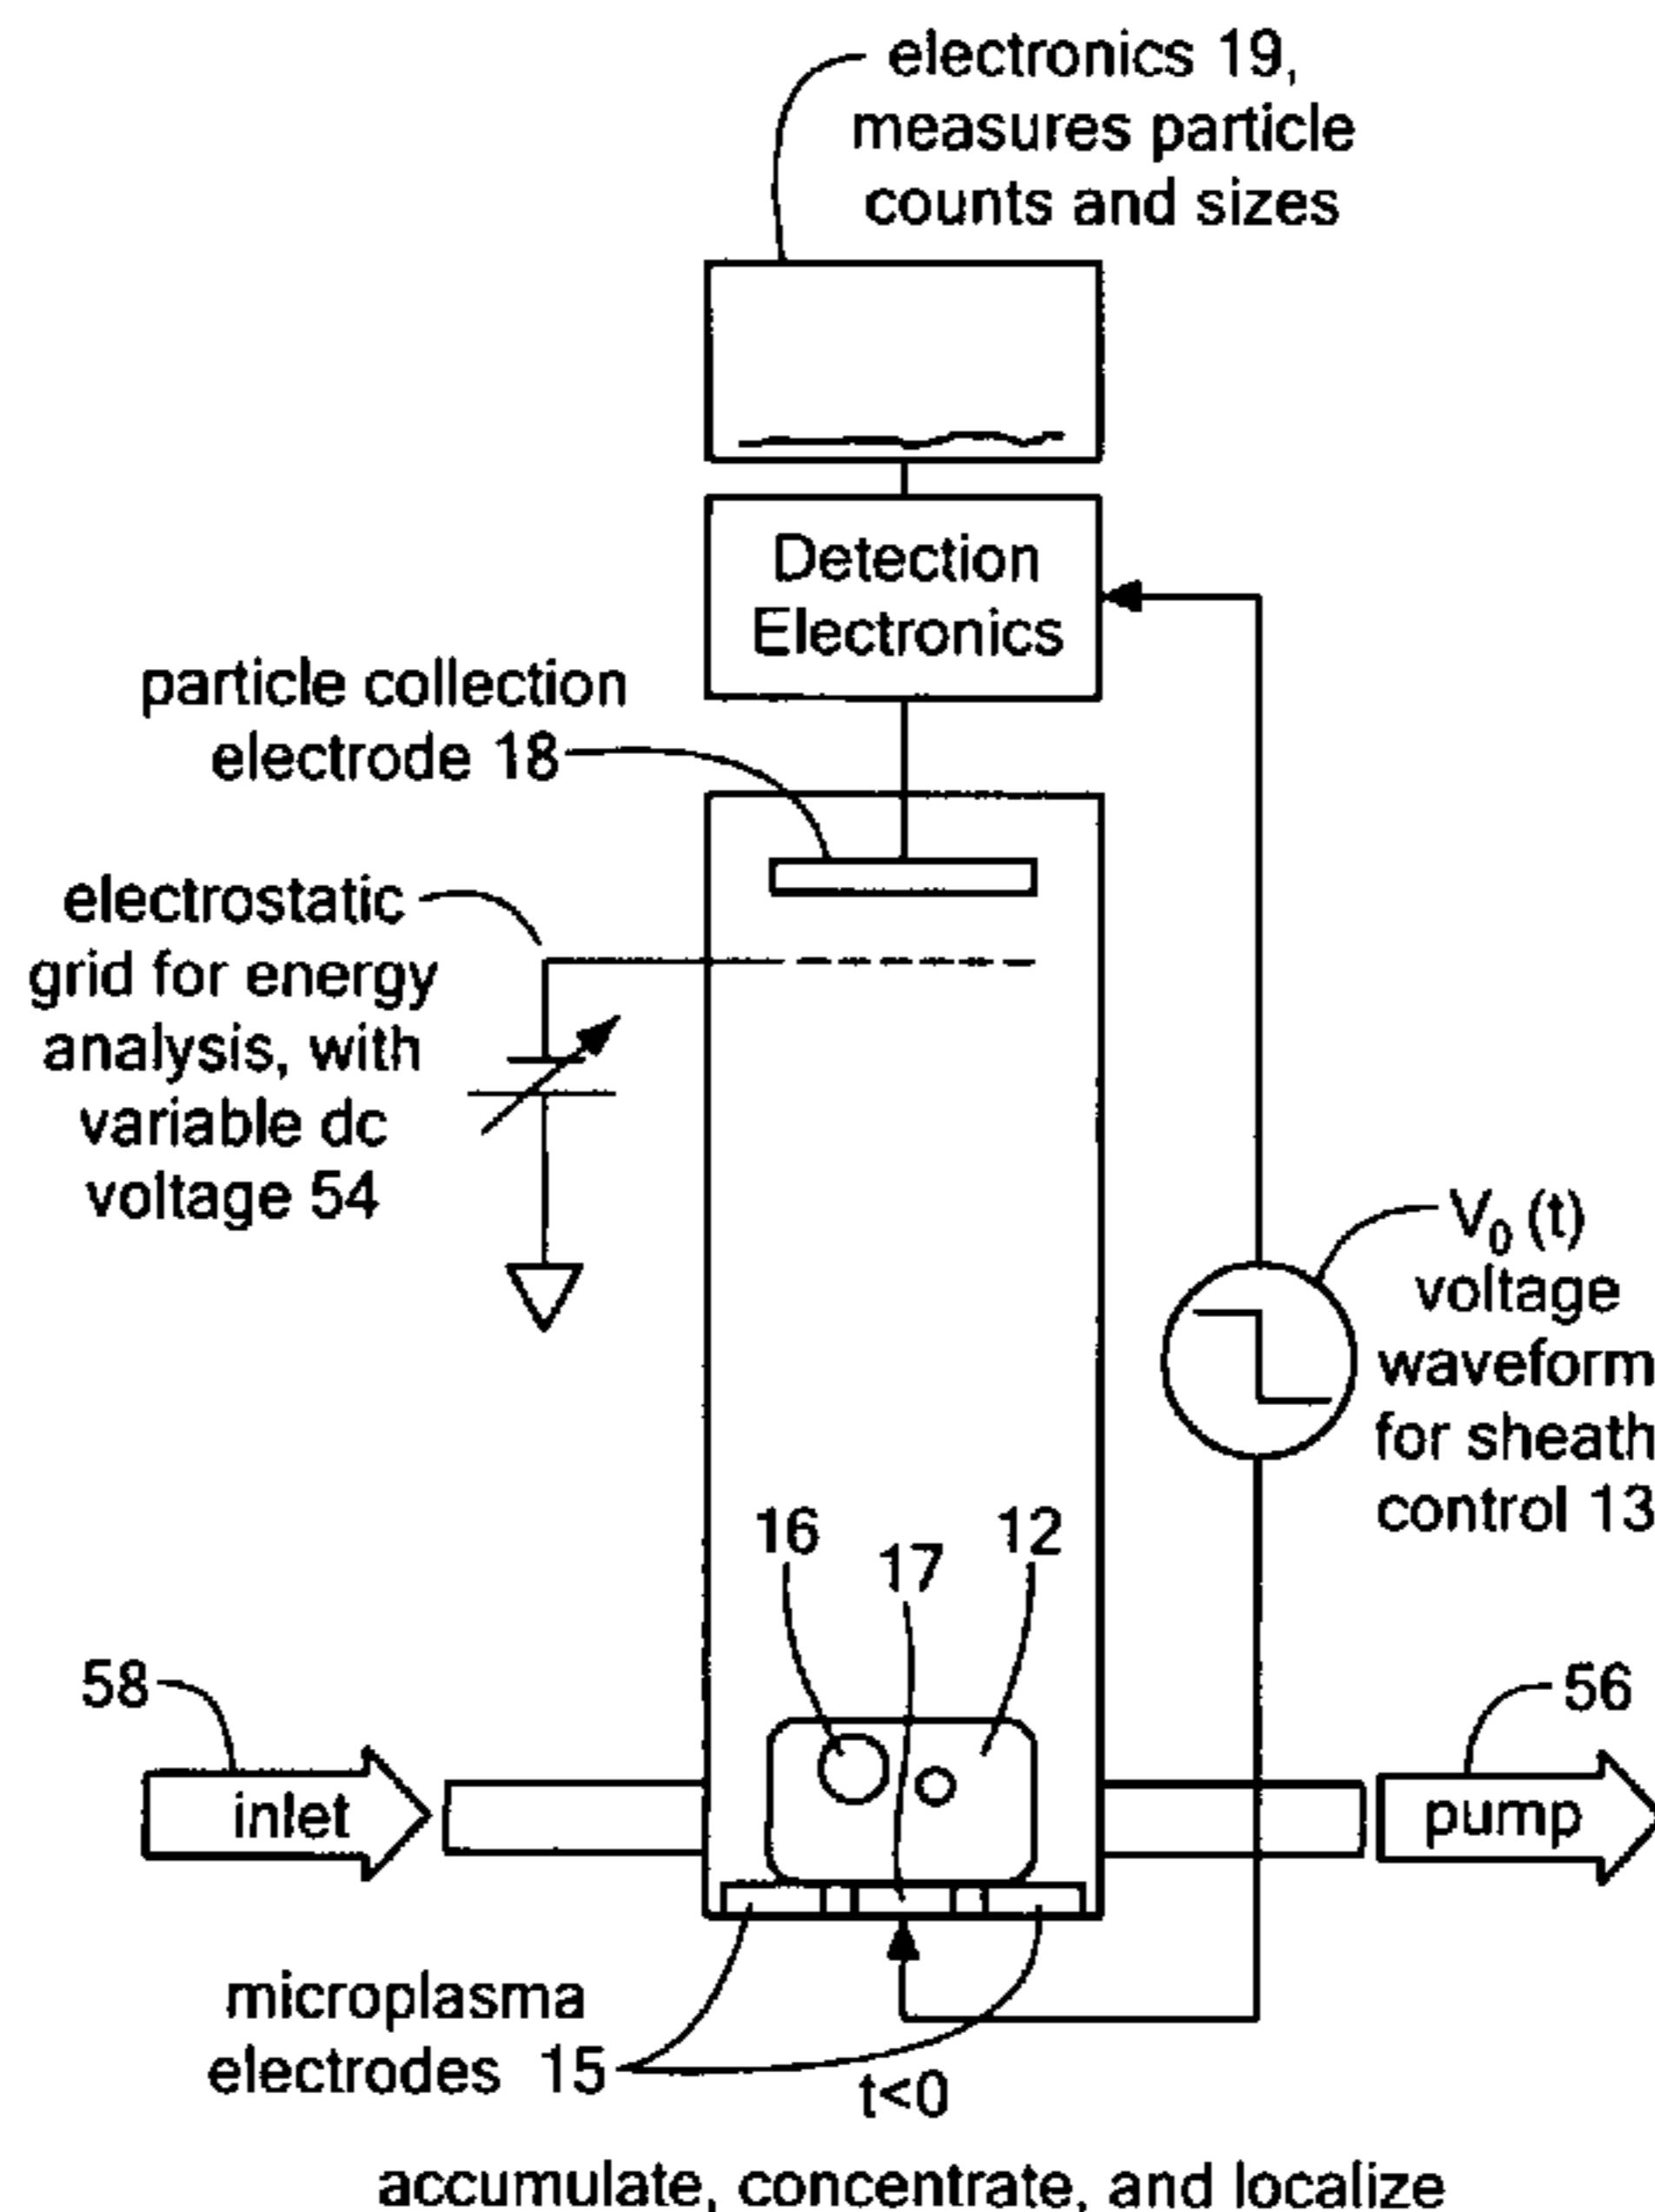 electronics 19,
measures particle
counts and sizes
Detection
Electronics
particle collection
electrode 18
electrostatic
grid for energy
analysis, with
variable dc
voltage 54
V0 (t)
voltage
waveform
for sheath
control 13
16
17
12
58
56
inlet
pump
microplasma
electrodes 15
t<0
accumulate, concentrate, and localize